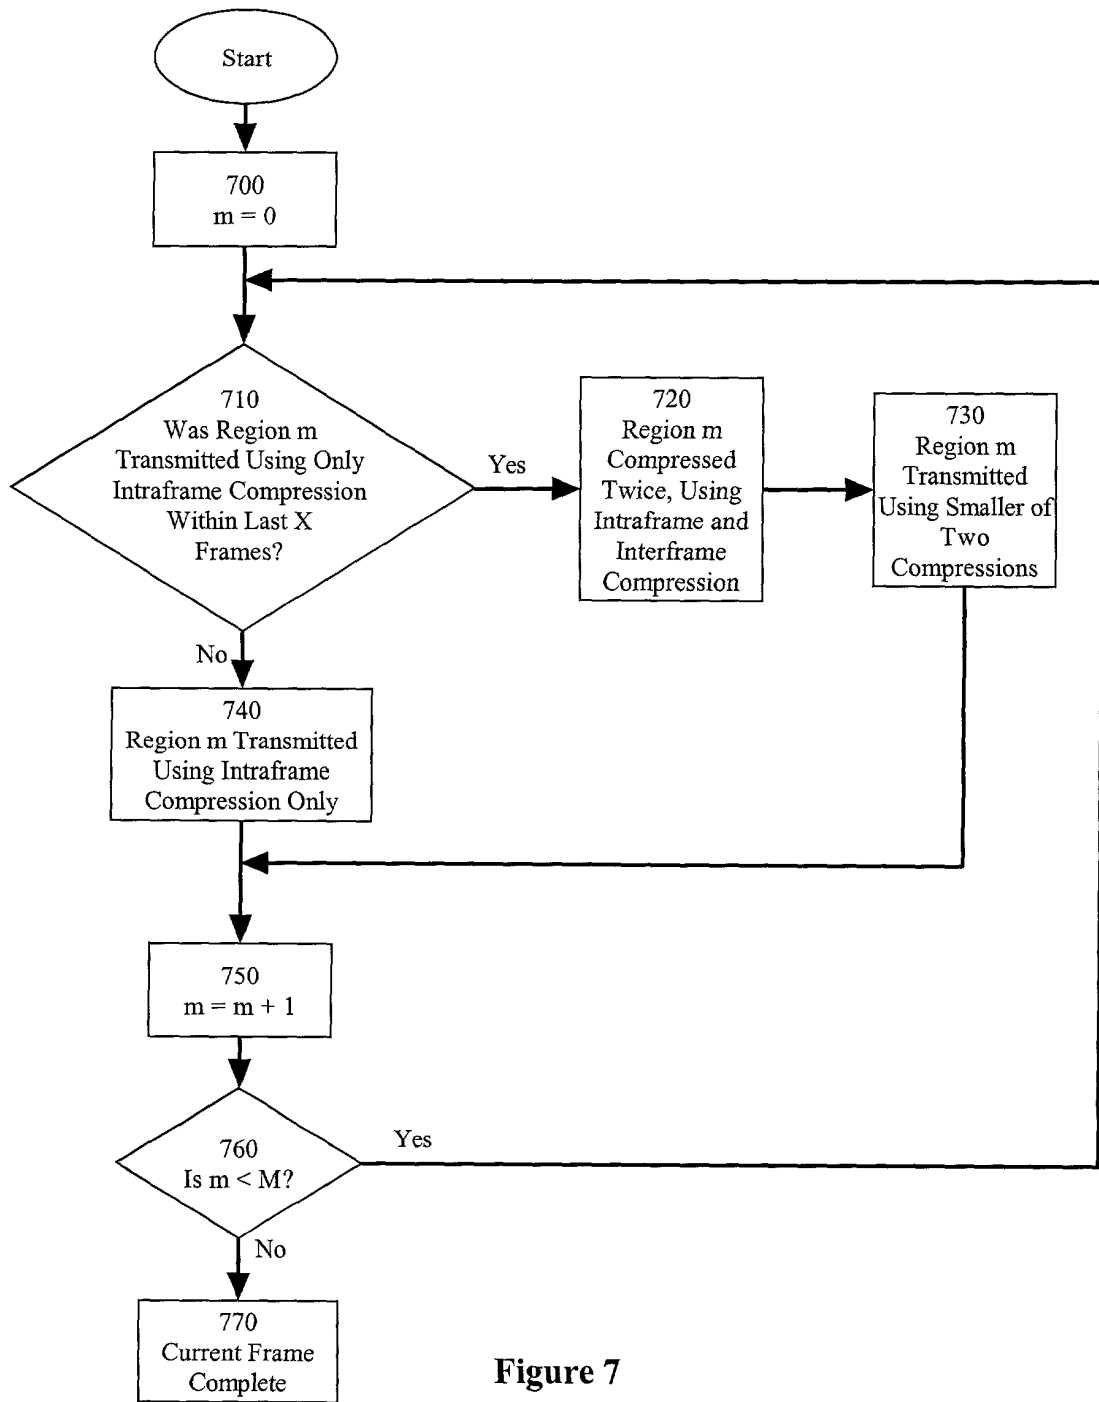 Start
700
m = 0
710
Was Region m
Transmitted Using Only
Intraframe Compression
Within Last X
Frames?
Yes
720
Region m
Compressed
Twice, Using
Intraframe and
Interframe
Compression
730
Region m
Transmitted
Using Smaller of
Two
Compressions
No
740
Region m Transmitted
Using Intraframe
Compression Only
750
m = m + 1
760
Is m < M?
Yes
No
770
Current Frame
Complete
Figure 7